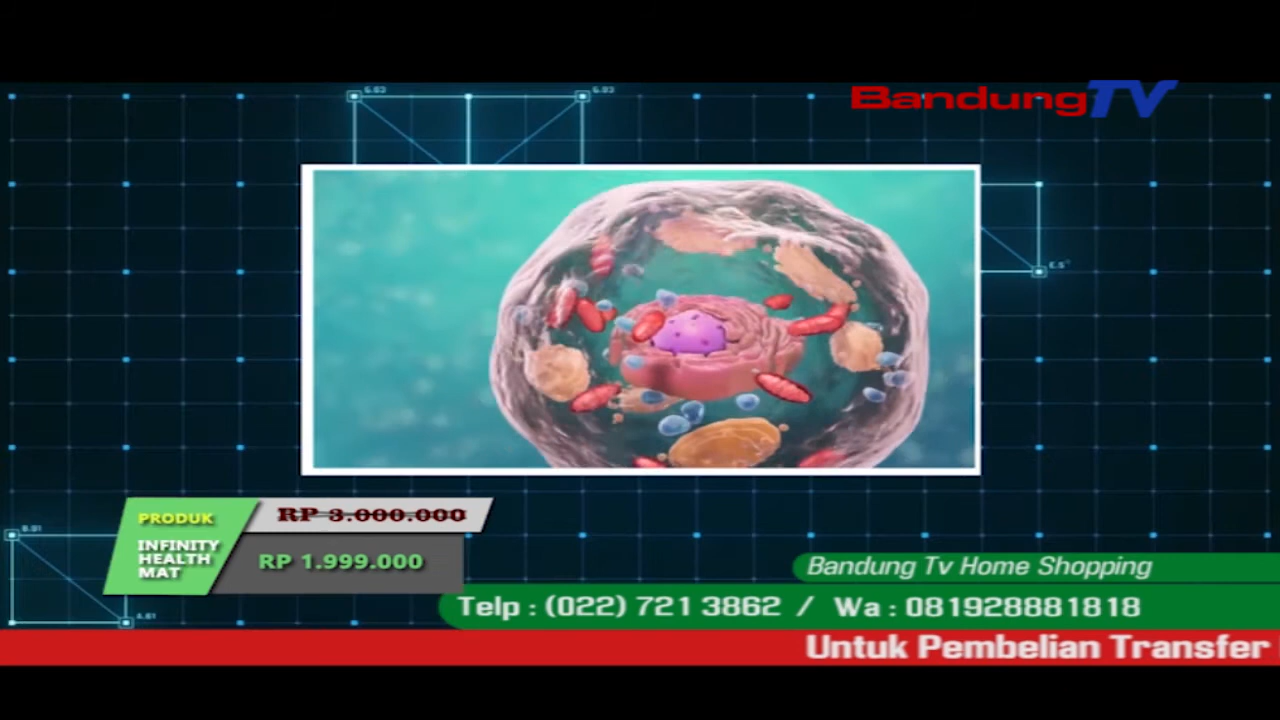 BandungTV
PRODUK
RP 3.000.000
INFINITY
HEALTH
MAT
RP 1.999.000
Bandung Tv Home Shopping
Telp : (022) 721 3862 / Wa : 081928881818
Untuk Pembelian Transfer